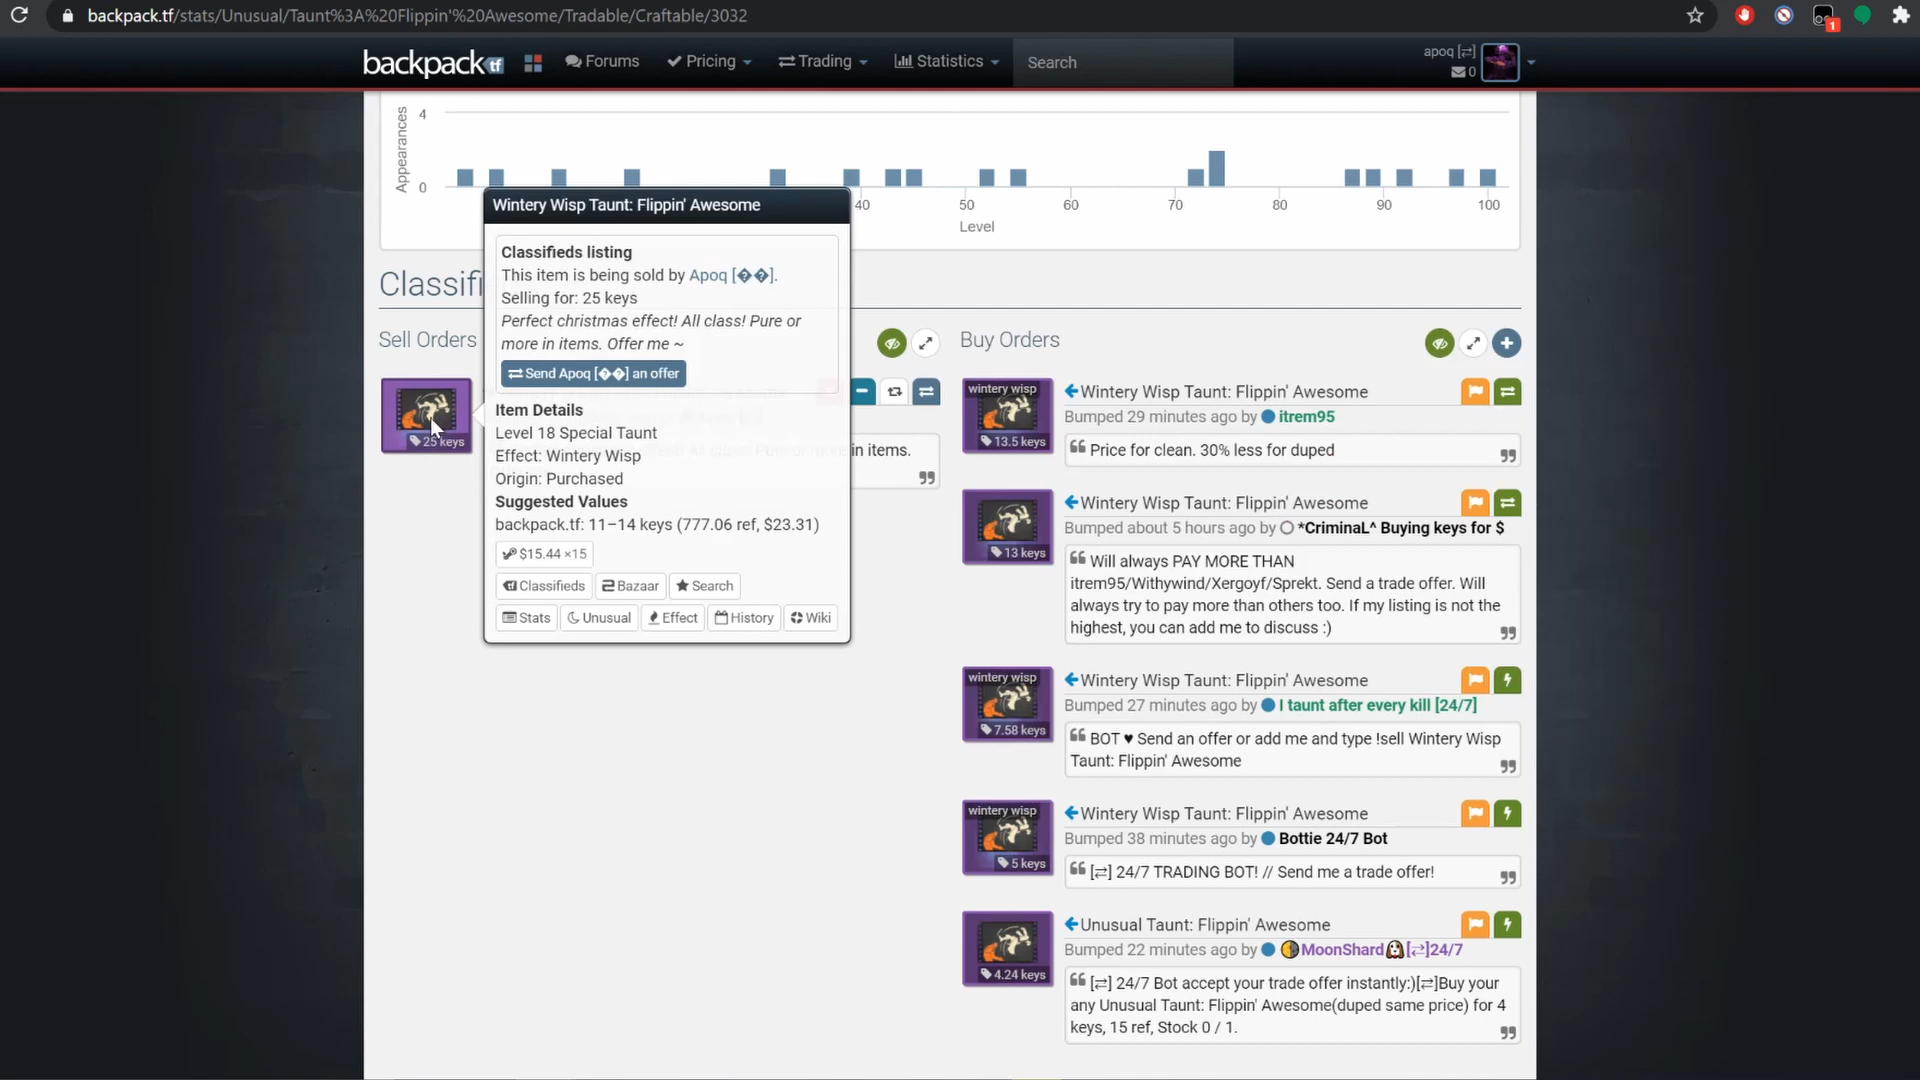 backpack.tf/stats/Unusual/Taunt%3A%20Flippin'%20Awesome/Tradable/Craftable/3032
1
backpack tf
Forums
Pricing
Trading
Statistics
Search
apoq [⇄]
0
Appearances
4
0
40 50 60 70 80 90 100
Level
Wintery Wisp Taunt: Flippin' Awesome
Classifieds listing
This item is being sold by Apoq [��].
Selling for: 25 keys
Perfect christmas effect! All class! Pure or
more in items. Offer me ~
Send Apoq [��] an offer
Item Details
Level 18 Special Taunt
Effect: Wintery Wisp
Origin: Purchased
Suggested Values
backpack.tf: 11–14 keys (777.06 ref, $23.31)
$15.44 ×15
Classifieds Bazaar Search
Stats Unusual Effect History Wiki
Classifi
Sell Orders
25 keys
in items.
Buy Orders
wintery wisp
13.5 keys
Wintery Wisp Taunt: Flippin' Awesome
Bumped 29 minutes ago by itrem95
Price for clean. 30% less for duped
13 keys
Wintery Wisp Taunt: Flippin' Awesome
Bumped about 5 hours ago by *CriminaL^ Buying keys for $
Will always PAY MORE THAN
itrem95/Withywind/Xergoyf/Sprekt. Send a trade offer. Will
always try to pay more than others too. If my listing is not the
highest, you can add me to discuss :)
wintery wisp
7.58 keys
Wintery Wisp Taunt: Flippin' Awesome
Bumped 27 minutes ago by I taunt after every kill [24/7]
BOT ♥ Send an offer or add me and type !sell Wintery Wisp
Taunt: Flippin' Awesome
wintery wisp
5 keys
Wintery Wisp Taunt: Flippin' Awesome
Bumped 38 minutes ago by Bottie 24/7 Bot
[⇄] 24/7 TRADING BOT! // Send me a trade offer!
4.24 keys
Unusual Taunt: Flippin' Awesome
Bumped 22 minutes ago by MoonShard[⇄]24/7
[⇄] 24/7 Bot accept your trade offer instantly:)[⇄]Buy your
any Unusual Taunt: Flippin' Awesome(duped same price) for 4
keys, 15 ref, Stock 0 / 1.